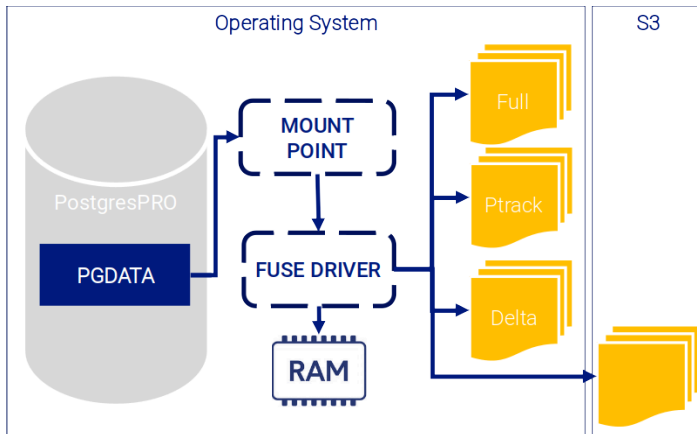 Operating System
S3
Full
MOUNT
POINT
PostgresPRO
Ptrack
PGDATA
FUSE DRIVER
Delta
RAM